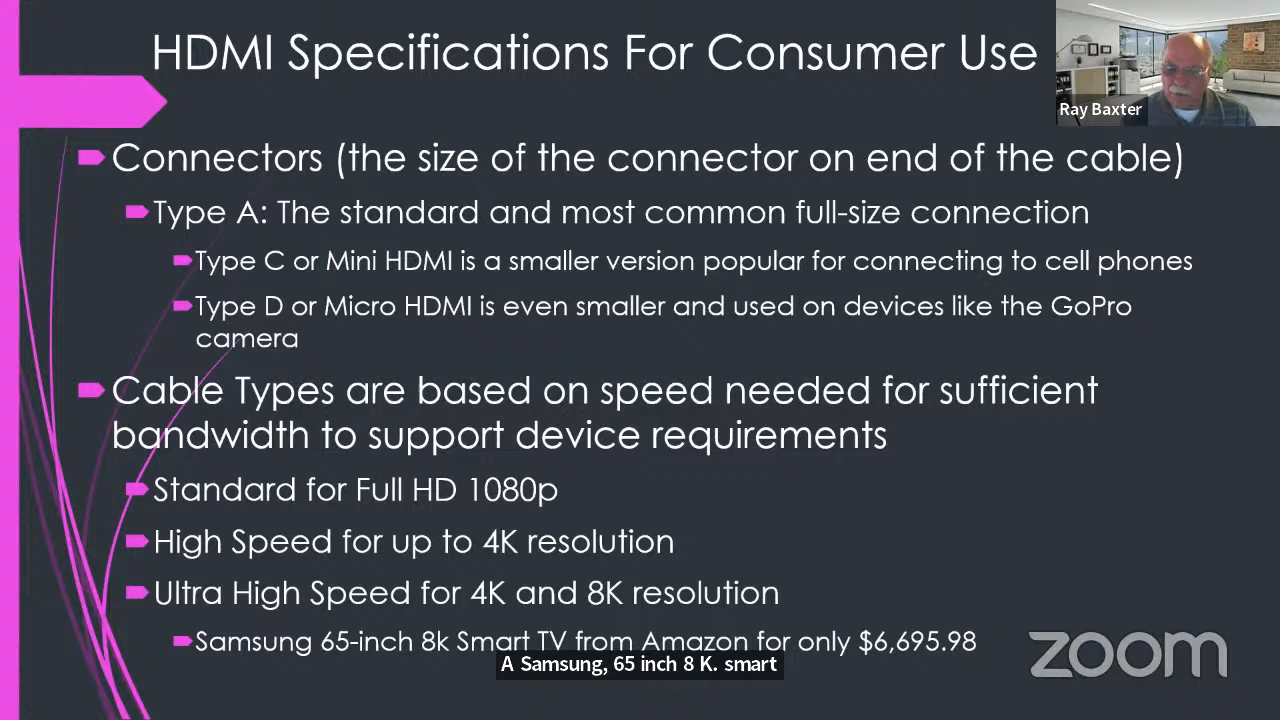 HDMI Specifications For Consumer Use
Ray Baxter
Connectors (the size of the connector on end of the cable)
Type A: The standard and most common full-size connection
Type C or Mini HDMI is a smaller version popular for connecting to cell phones
Type D or Micro HDMI is even smaller and used on devices like the GoPro
camera
Cable Types are based on speed needed for sufficient
bandwidth to support device requirements
Standard for Full HD 1080p
High Speed for up to 4K resolution
Ultra High Speed for 4K and 8K resolution
Samsung 65-inch 8k Smart TV from Amazon for only $6,695.98
A Samsung, 65 inch 8 K. smart
zoom